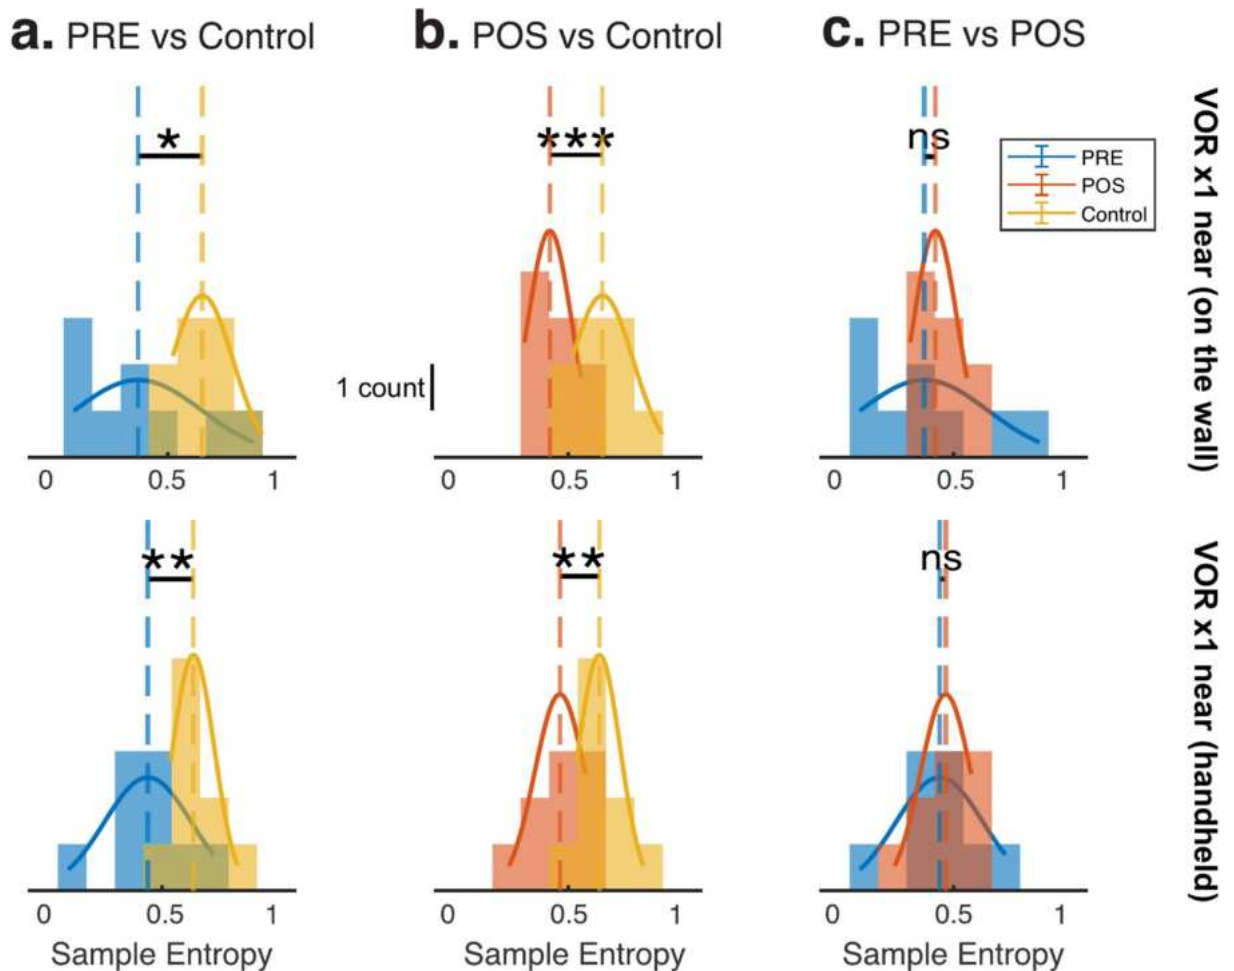 a. PRE vs Control
b. POS vs Control
c. PRE vs POS
*
***
ns
PRE
POS
Control
VOR x1 near (on the wall)
1 count
0 0.5 1
0 0.5 1
0 0.5 1
**
**
ns
VOR x1 near (handheld)
0 0.5 1
0 0.5 1
0 0.5 1
Sample Entropy
Sample Entropy
Sample Entropy